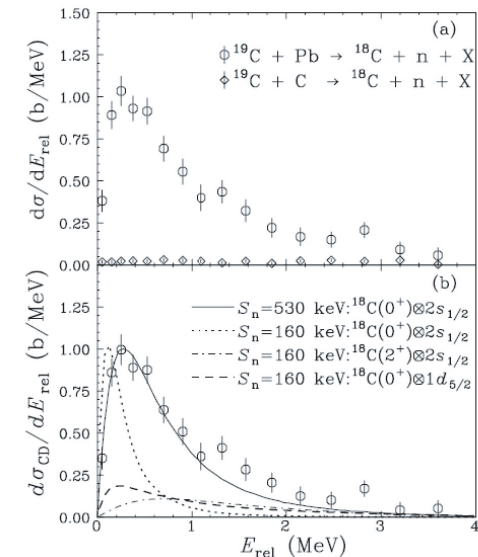 1.50
(a)
¹⁹C + Pb → ¹⁸C + n + X
¹⁹C + C → ¹⁸C + n + X
1.00
0.75
0.50
0.25
0.00
dσ/dE_rel (b/MeV)
(b)
S_n=530 keV:¹⁸C(0⁺)⊗2s_1/2
S_n=160 keV:¹⁸C(0⁺)⊗2s_1/2
S_n=160 keV:¹⁸C(2⁺)⊗2s_1/2
S_n=160 keV:¹⁸C(0⁺)⊗1d_5/2
1.25
1.00
0.75
0.50
0.25
0.00
dσ_CD/dE_rel (b/MeV)
0 1 2 3 4
E_rel (MeV)